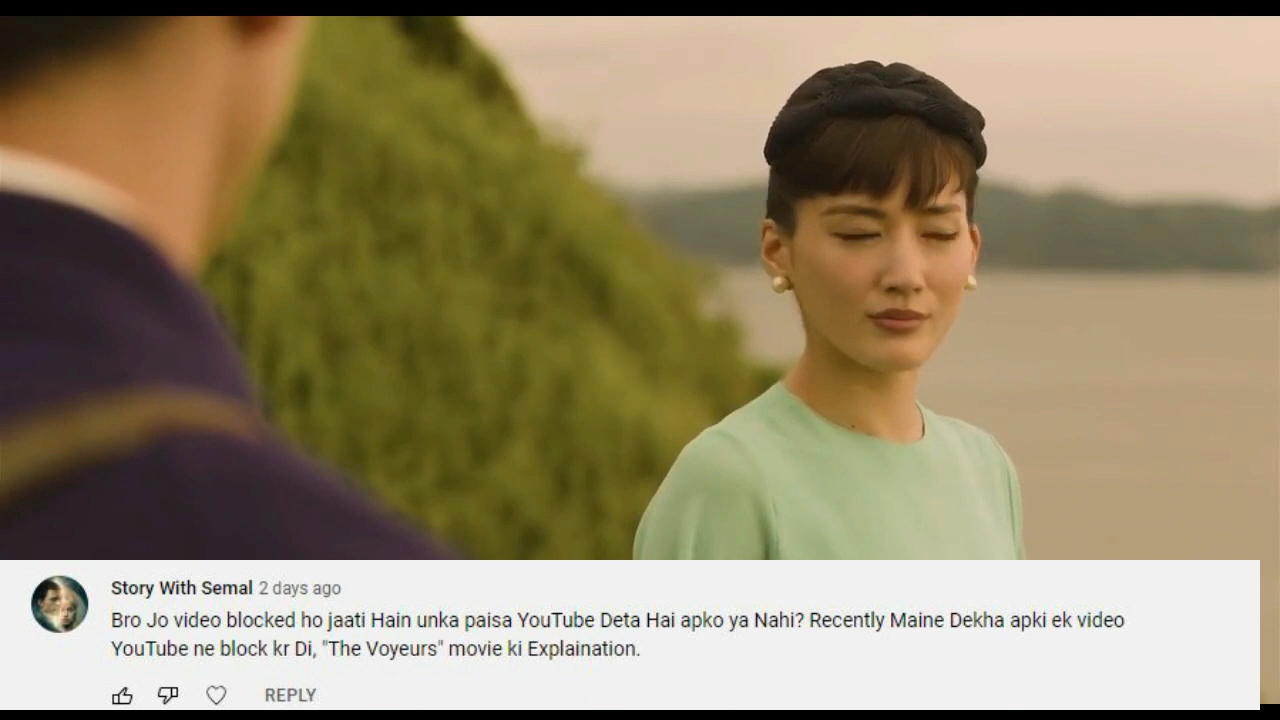 Story With Semal 2 days ago
Bro Jo video blocked ho jaati Hain unka paisa YouTube Deta Hai apko ya Nahi? Recently Maine Dekha apki ek video
YouTube ne block kr Di, "The Voyeurs" movie ki Explaination.
REPLY